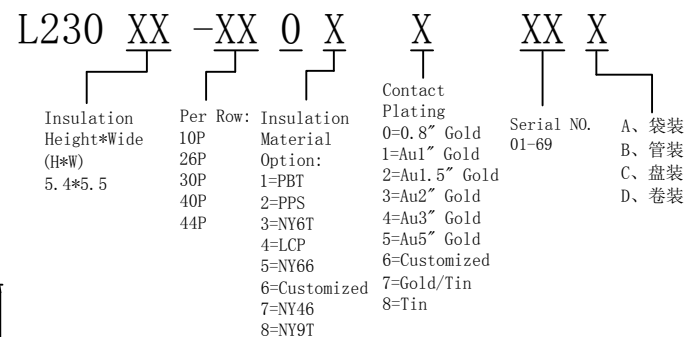 L230 XX -XX 0 X X XX X
Insulation
Height*Wide
(H*W)
5.4*5.5
Per Row:
10P
26P
30P
40P
44P
Insulation
Material
Option:
1=PBT
2=PPS
3=NY6T
4=LCP
5=NY66
6=Customized
7=NY46
8=NY9T
Contact
Plating
0=0.8″ Gold
1=Au1″ Gold
2=Au1.5″ Gold
3=Au2″ Gold
4=Au3″ Gold
5=Au5″ Gold
6=Customized
7=Gold/Tin
8=Tin
Serial NO.
01-69
A、袋装
B、管装
C、盘装
D、卷装